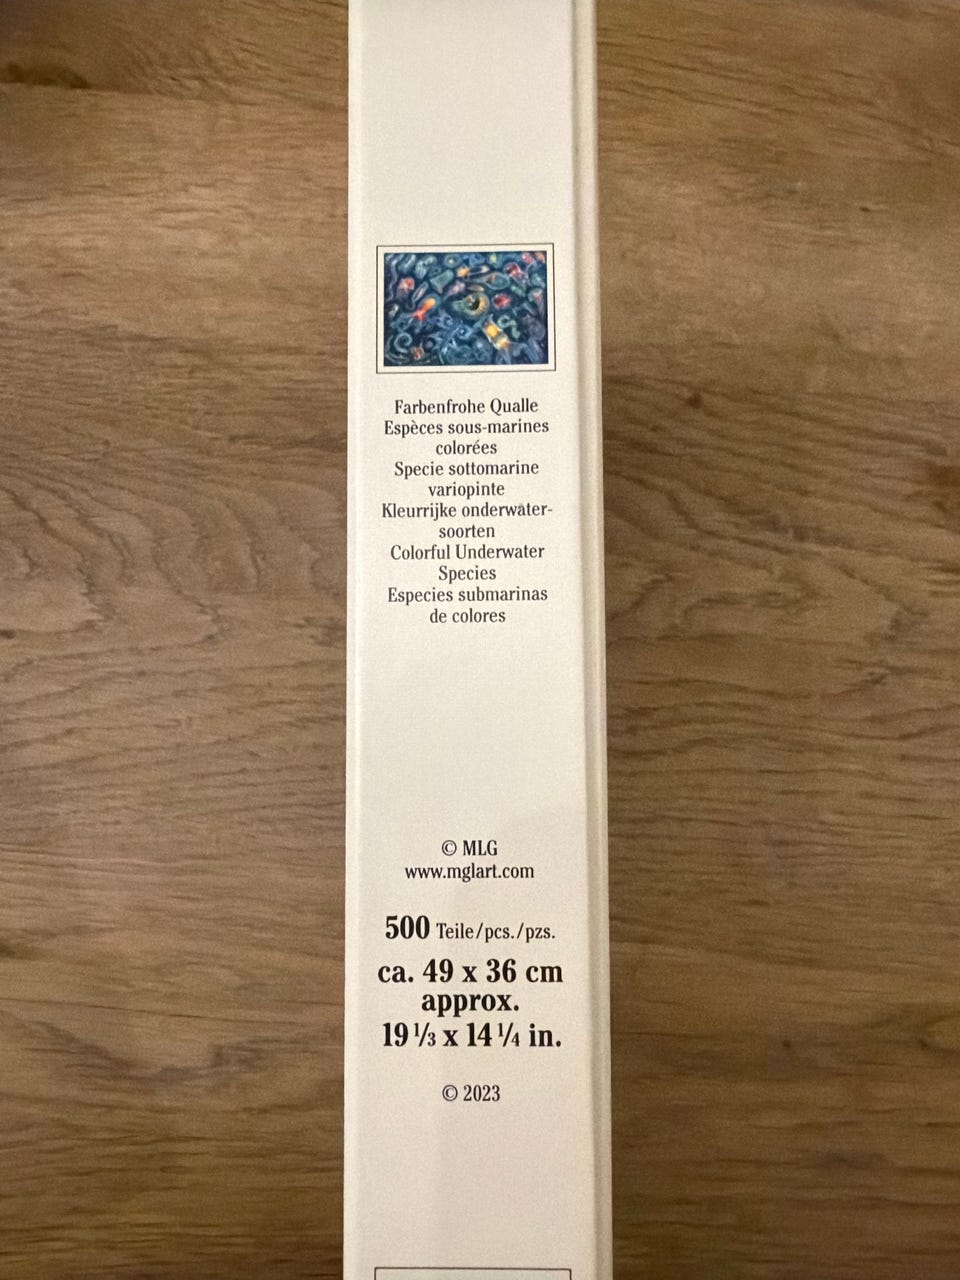 Farbenfrohe Qualle
Espèces sous-marines
colorées
Specie sottomarine
variopinte
Kleurrijke onderwater-
soorten
Colorful Underwater
Species
Especies submarinas
de colores
© MLG
www.mglart.com
500 Teile/pcs./pzs.
ca. 49 x 36 cm
approx.
19 1/3 x 14 1/4 in.
© 2023